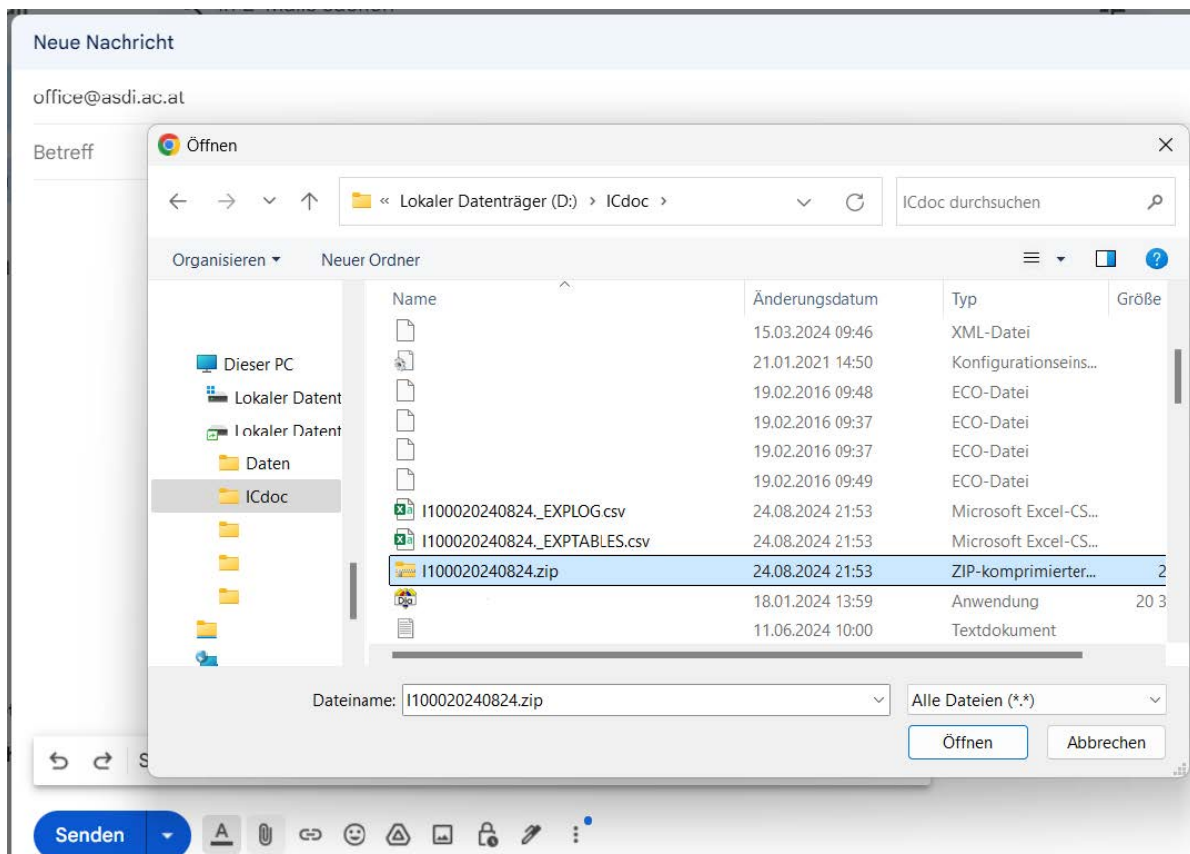 Neue Nachricht
office@asdi.ac.at
Betreff
Öffnen
« Lokaler Datenträger (D:) › ICdoc ›
ICdoc durchsuchen
Organisieren
Neuer Ordner
Name Änderungsdatum Typ Größe
15.03.2024 09:46 XML-Datei
21.01.2021 14:50 Konfigurationseins...
19.02.2016 09:48 ECO-Datei
19.02.2016 09:37 ECO-Datei
19.02.2016 09:37 ECO-Datei
19.02.2016 09:49 ECO-Datei
I100020240824._EXPLOG.csv 24.08.2024 21:53 Microsoft Excel-CS...
I100020240824._EXPTABLES.csv 24.08.2024 21:53 Microsoft Excel-CS...
I100020240824.zip 24.08.2024 21:53 ZIP-komprimierter... 2
18.01.2024 13:59 Anwendung 20 3
11.06.2024 10:00 Textdokument
Dieser PC
Lokaler Datent
Lokaler Datent
Daten
ICdoc
Dateiname: I100020240824.zip
Alle Dateien (*.*)
Öffnen
Abbrechen
Senden